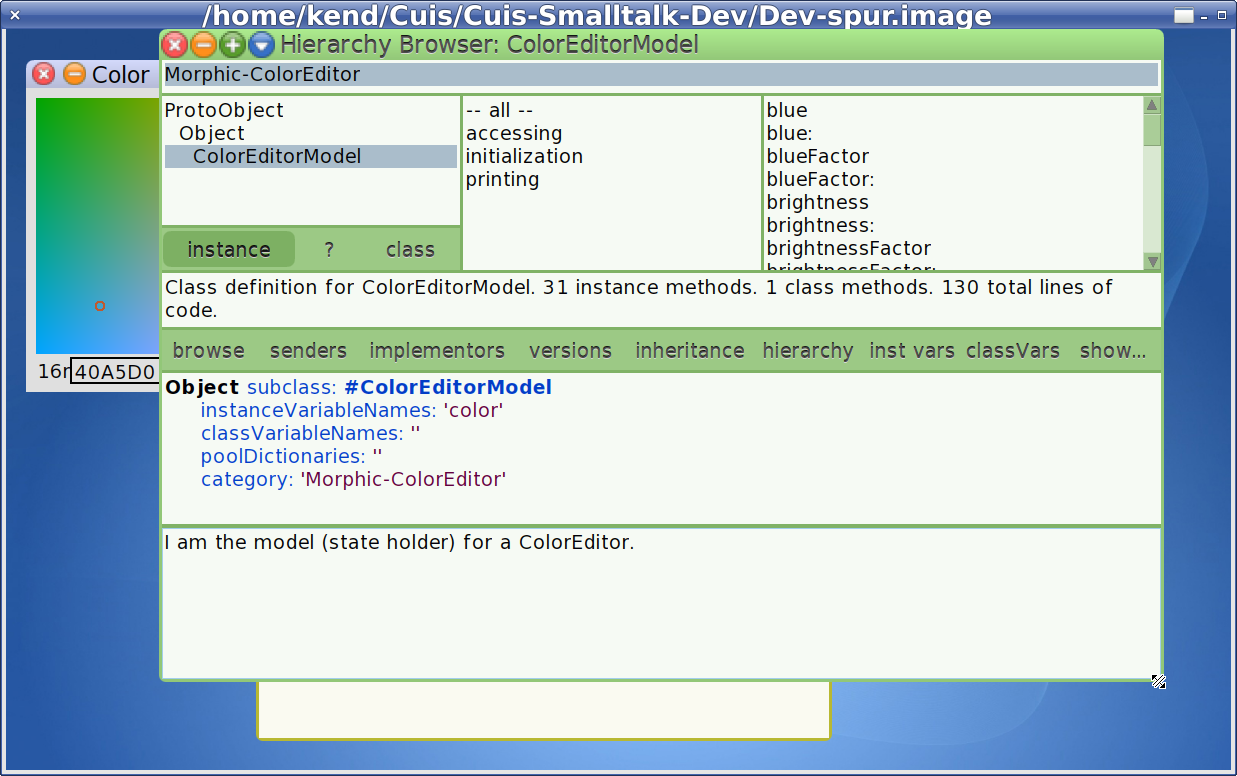 /home/kend/Cuis/Cuis-Smalltalk-Dev/Dev-spur.image
Hierarchy Browser: ColorEditorModel
Color
Morphic-ColorEditor
ProtoObject
Object
ColorEditorModel
-- all --
accessing
initialization
printing
blue
blue:
blueFactor
blueFactor:
brightness
brightness:
brightnessFactor
brightnessFactor:
instance ? class
Class definition for ColorEditorModel. 31 instance methods. 1 class methods. 130 total lines of
code.
browse senders implementors versions inheritance hierarchy inst vars classVars show...
16r 40A5D0
Object subclass: #ColorEditorModel
instanceVariableNames: 'color'
classVariableNames: ''
poolDictionaries: ''
category: 'Morphic-ColorEditor'
I am the model (state holder) for a ColorEditor.